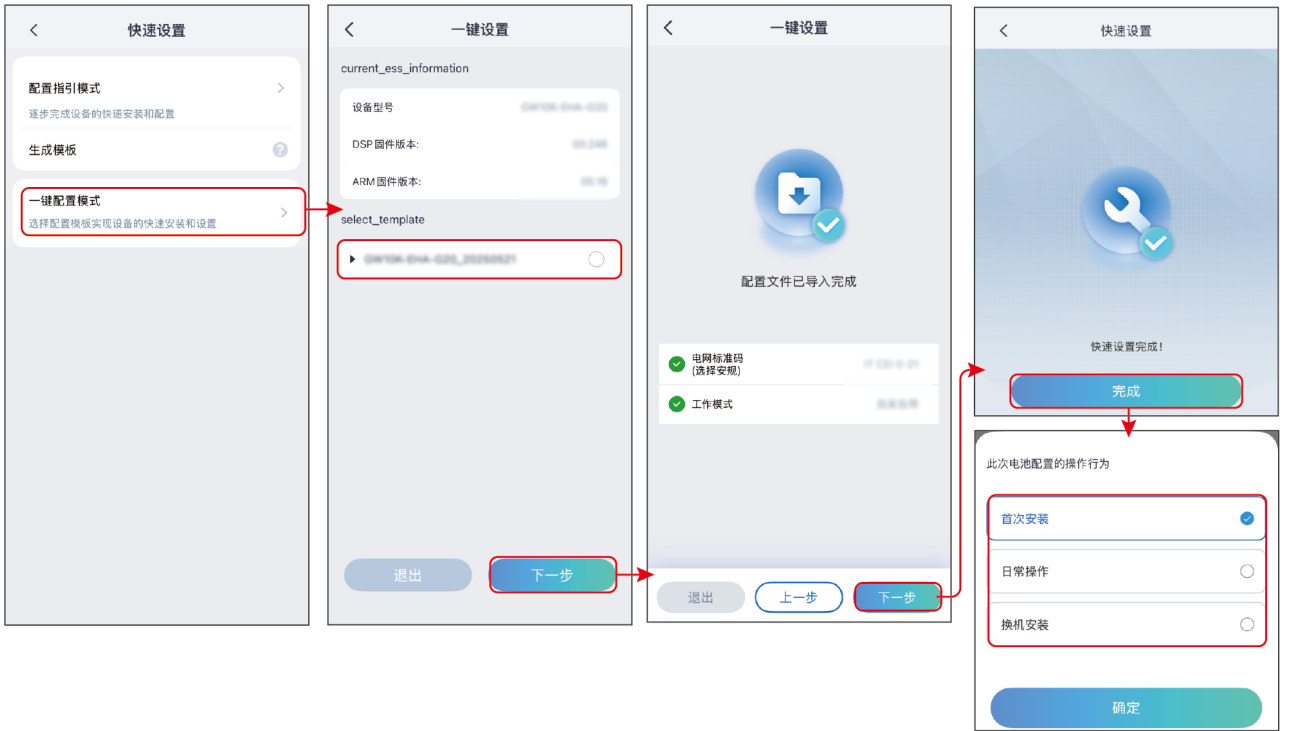 快速设置
配置指引模式
逐步完成设备的快速安装和配置
生成模板
?
一键配置模式
选择配置模板实现设备的快速安装和设置
一键设置
current_ess_information
设备型号
DSP固件版本:
ARM固件版本:
select_template
退出
下一步
一键设置
配置文件已导入完成
电网标准码
(选择安规)
工作模式
退出
上一步
下一步
快速设置
快速设置完成！
完成
此次电池配置的操作行为
首次安装
日常操作
换机安装
确定